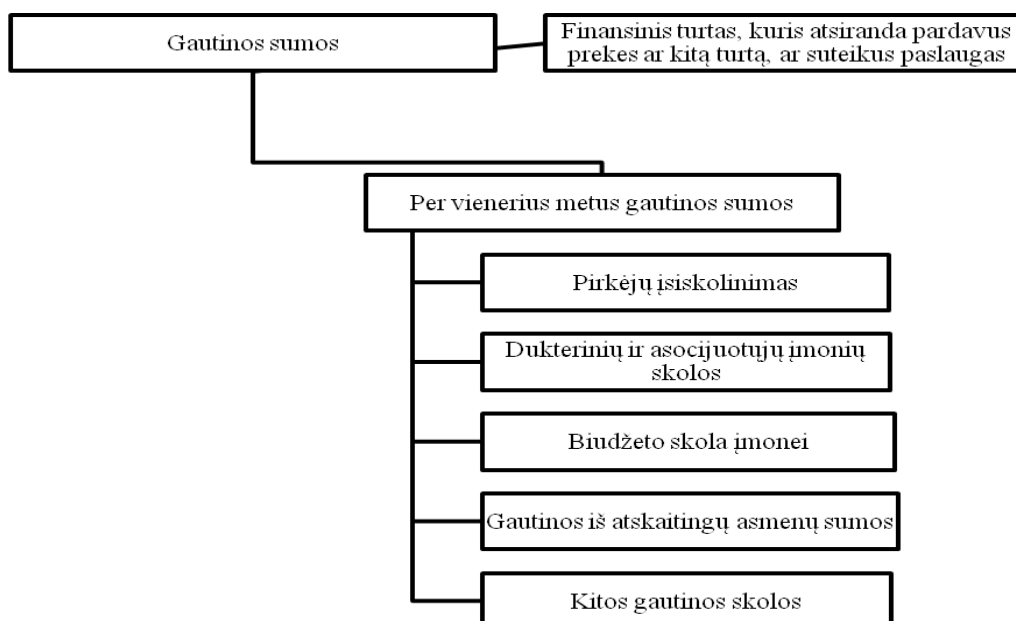 Gautinos sumos
Finansinis turtas, kuris atsiranda pardavus
prekes ar kitą turtą, ar suteikus paslaugas
Per vienerius metus gautinos sumos
Pirkėjų įsiskolinimas
Dukterinių ir asocijuotųjų įmonių
skolos
Biudžeto skola įmonei
Gautinos iš atskaitingų asmenų sumos
Kitos gautinos skolos